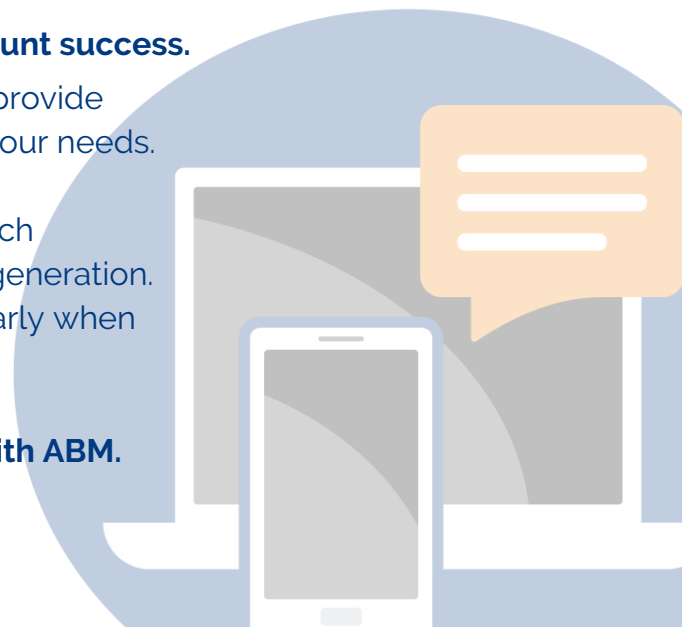 unt success.
provide
our needs.
ch
generation.
arly when
ith ABM.